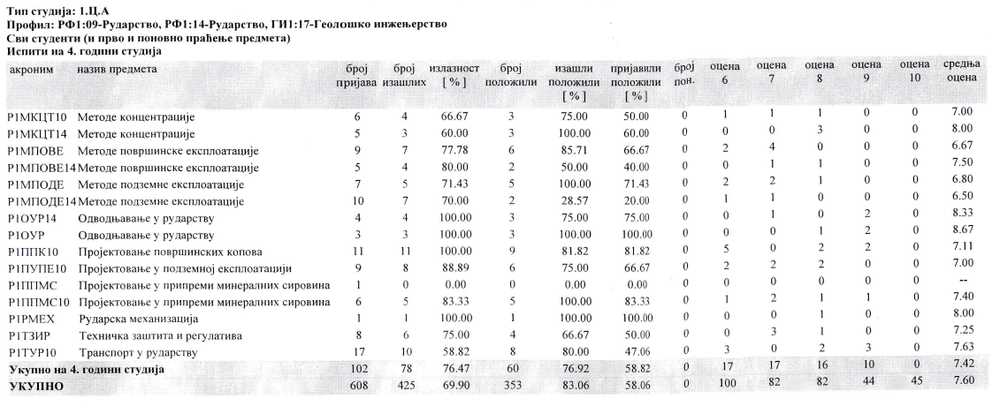 Тип студија: 1.Ц.А
Профил: РФ1:09-Рударство, РФ1:14-Рударство, ГИ1:17-Геолошко инжењерство
Сви студенти (и прво и поновно праћење предмета)
Испити на 4. години студија
акроним назив предмета број пријава број изашлих излазност [ % ] број положили изашли положили [ % ] пријавили положили [ % ] број пон. оцена 6 оцена 7 оцена 8 оцена 9 оцена 10 средња оцена
Р1МКЦТ10 Методе концентрације 6 4 66.67 3 75.00 50.00 0 1 1 1 0 0 7.00
Р1МКЦТ14 Методе концентрације 5 3 60.00 3 100.00 60.00 0 0 0 3 0 0 8.00
Р1МПОВЕ Методе површинске експлоатације 9 7 77.78 6 85.71 66.67 0 2 4 0 0 0 6.67
Р1МПОВЕ14 Методе површинске експлоатације 5 4 80.00 2 50.00 40.00 0 0 1 1 0 0 7.50
Р1МПОДЕ Методе подземне експлоатације 7 5 71.43 5 100.00 71.43 0 2 2 1 0 0 6.80
Р1МПОДЕ14 Методе подземне експлоатације 10 7 70.00 2 28.57 20.00 0 1 1 0 0 0 6.50
Р1ОУР14 Одводњавање у рударству 4 4 100.00 3 75.00 75.00 0 0 1 0 2 0 8.33
Р1ОУР Одводњавање у рударству 3 3 100.00 3 100.00 100.00 0 0 0 1 2 0 8.67
Р1ППК10 Пројектовање површинских копова 11 11 100.00 9 81.82 81.82 0 5 0 2 2 0 7.11
Р1ПУПЕ10 Пројектовање у подземној експлоатацији 9 8 88.89 6 75.00 66.67 0 2 2 2 0 0 7.00
Р1ППМС Пројектовање у припреми минералних сировина 1 0 0.00 0 0.00 0.00 0 0 0 0 0 0 --
Р1ППМС10 Пројектовање у припреми минералних сировина 6 5 83.33 5 100.00 83.33 0 1 2 1 1 0 7.40
Р1РМЕХ Рударска механизација 1 1 100.00 1 100.00 100.00 0 0 0 1 0 0 8.00
Р1ТЗИР Техничка заштита и регулатива 8 6 75.00 4 66.67 50.00 0 0 3 1 0 0 7.25
Р1ТУР10 Транспорт у рударству 17 10 58.82 8 80.00 47.06 0 3 0 2 3 0 7.63
Укупно на 4. години студија 102 78 76.47 60 76.92 58.82 0 17 17 16 10 0 7.42
УКУПНО 608 425 69.90 353 83.06 58.06 0 100 82 82 44 45 7.60